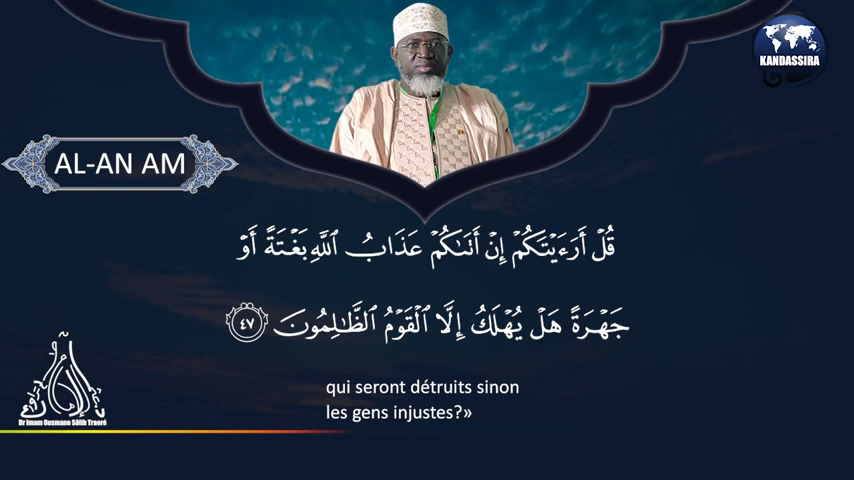 KANDASSIRA
AL-AN AM
قُلْ أَرَءَيْتَكُمْ إِنْ أَتَىٰكُمْ عَذَابُ ٱللَّهِ بَغْتَةً أَوْ
جَهْرَةً هَلْ يُهْلَكُ إِلَّا ٱلْقَوْمُ ٱلظَّٰلِمُونَ ٤٧
qui seront détruits sinon
les gens injustes?»
Dr Imam Ousmane Sölih Traoré